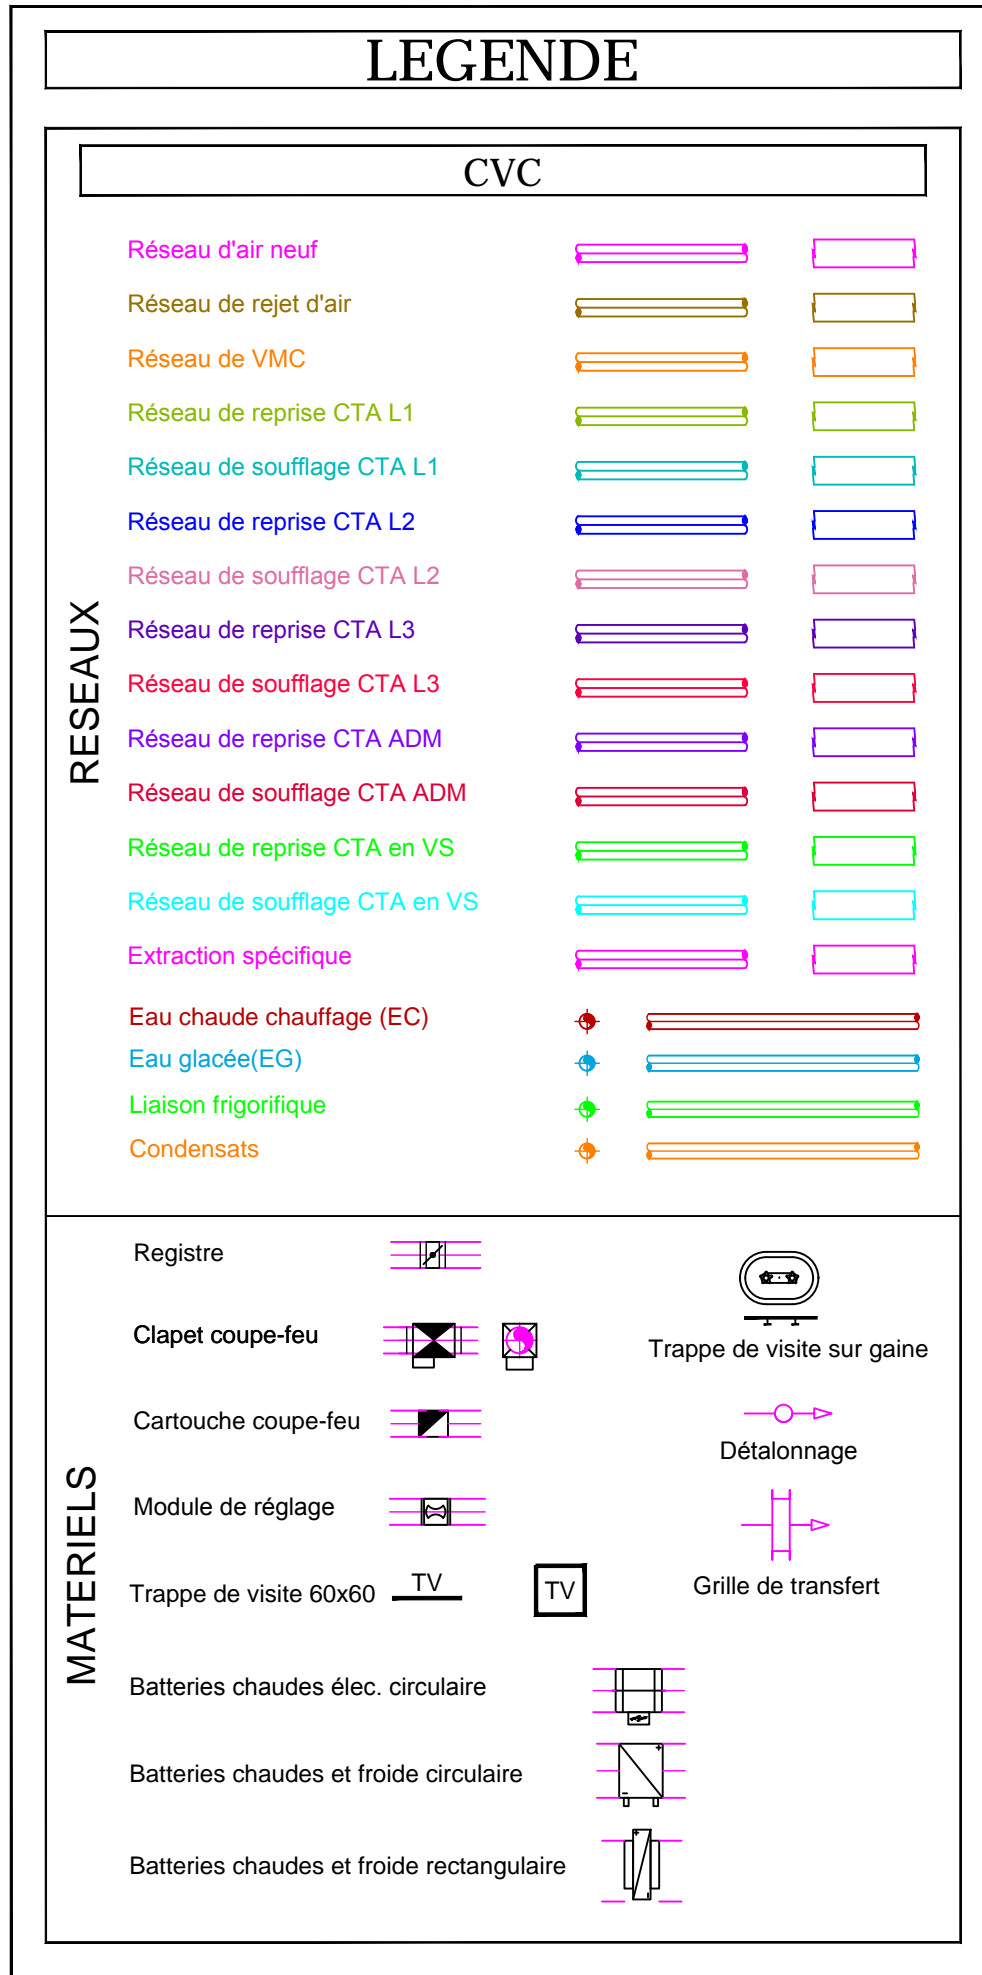 LEGENDE
CVC
RESEAUX
Réseau d'air neuf
Réseau de rejet d'air
Réseau de VMC
Réseau de reprise CTA L1
Réseau de soufflage CTA L1
Réseau de reprise CTA L2
Réseau de soufflage CTA L2
Réseau de reprise CTA L3
Réseau de soufflage CTA L3
Réseau de reprise CTA ADM
Réseau de soufflage CTA ADM
Réseau de reprise CTA en VS
Réseau de soufflage CTA en VS
Extraction spécifique
Eau chaude chauffage (EC)
Eau glacée(EG)
Liaison frigorifique
Condensats
MATERIELS
Registre
Clapet coupe-feu
Trappe de visite sur gaine
Cartouche coupe-feu
Détalonnage
Module de réglage
Grille de transfert
Trappe de visite 60x60 TV TV
Batteries chaudes élec. circulaire
Batteries chaudes et froide circulaire
Batteries chaudes et froide rectangulaire